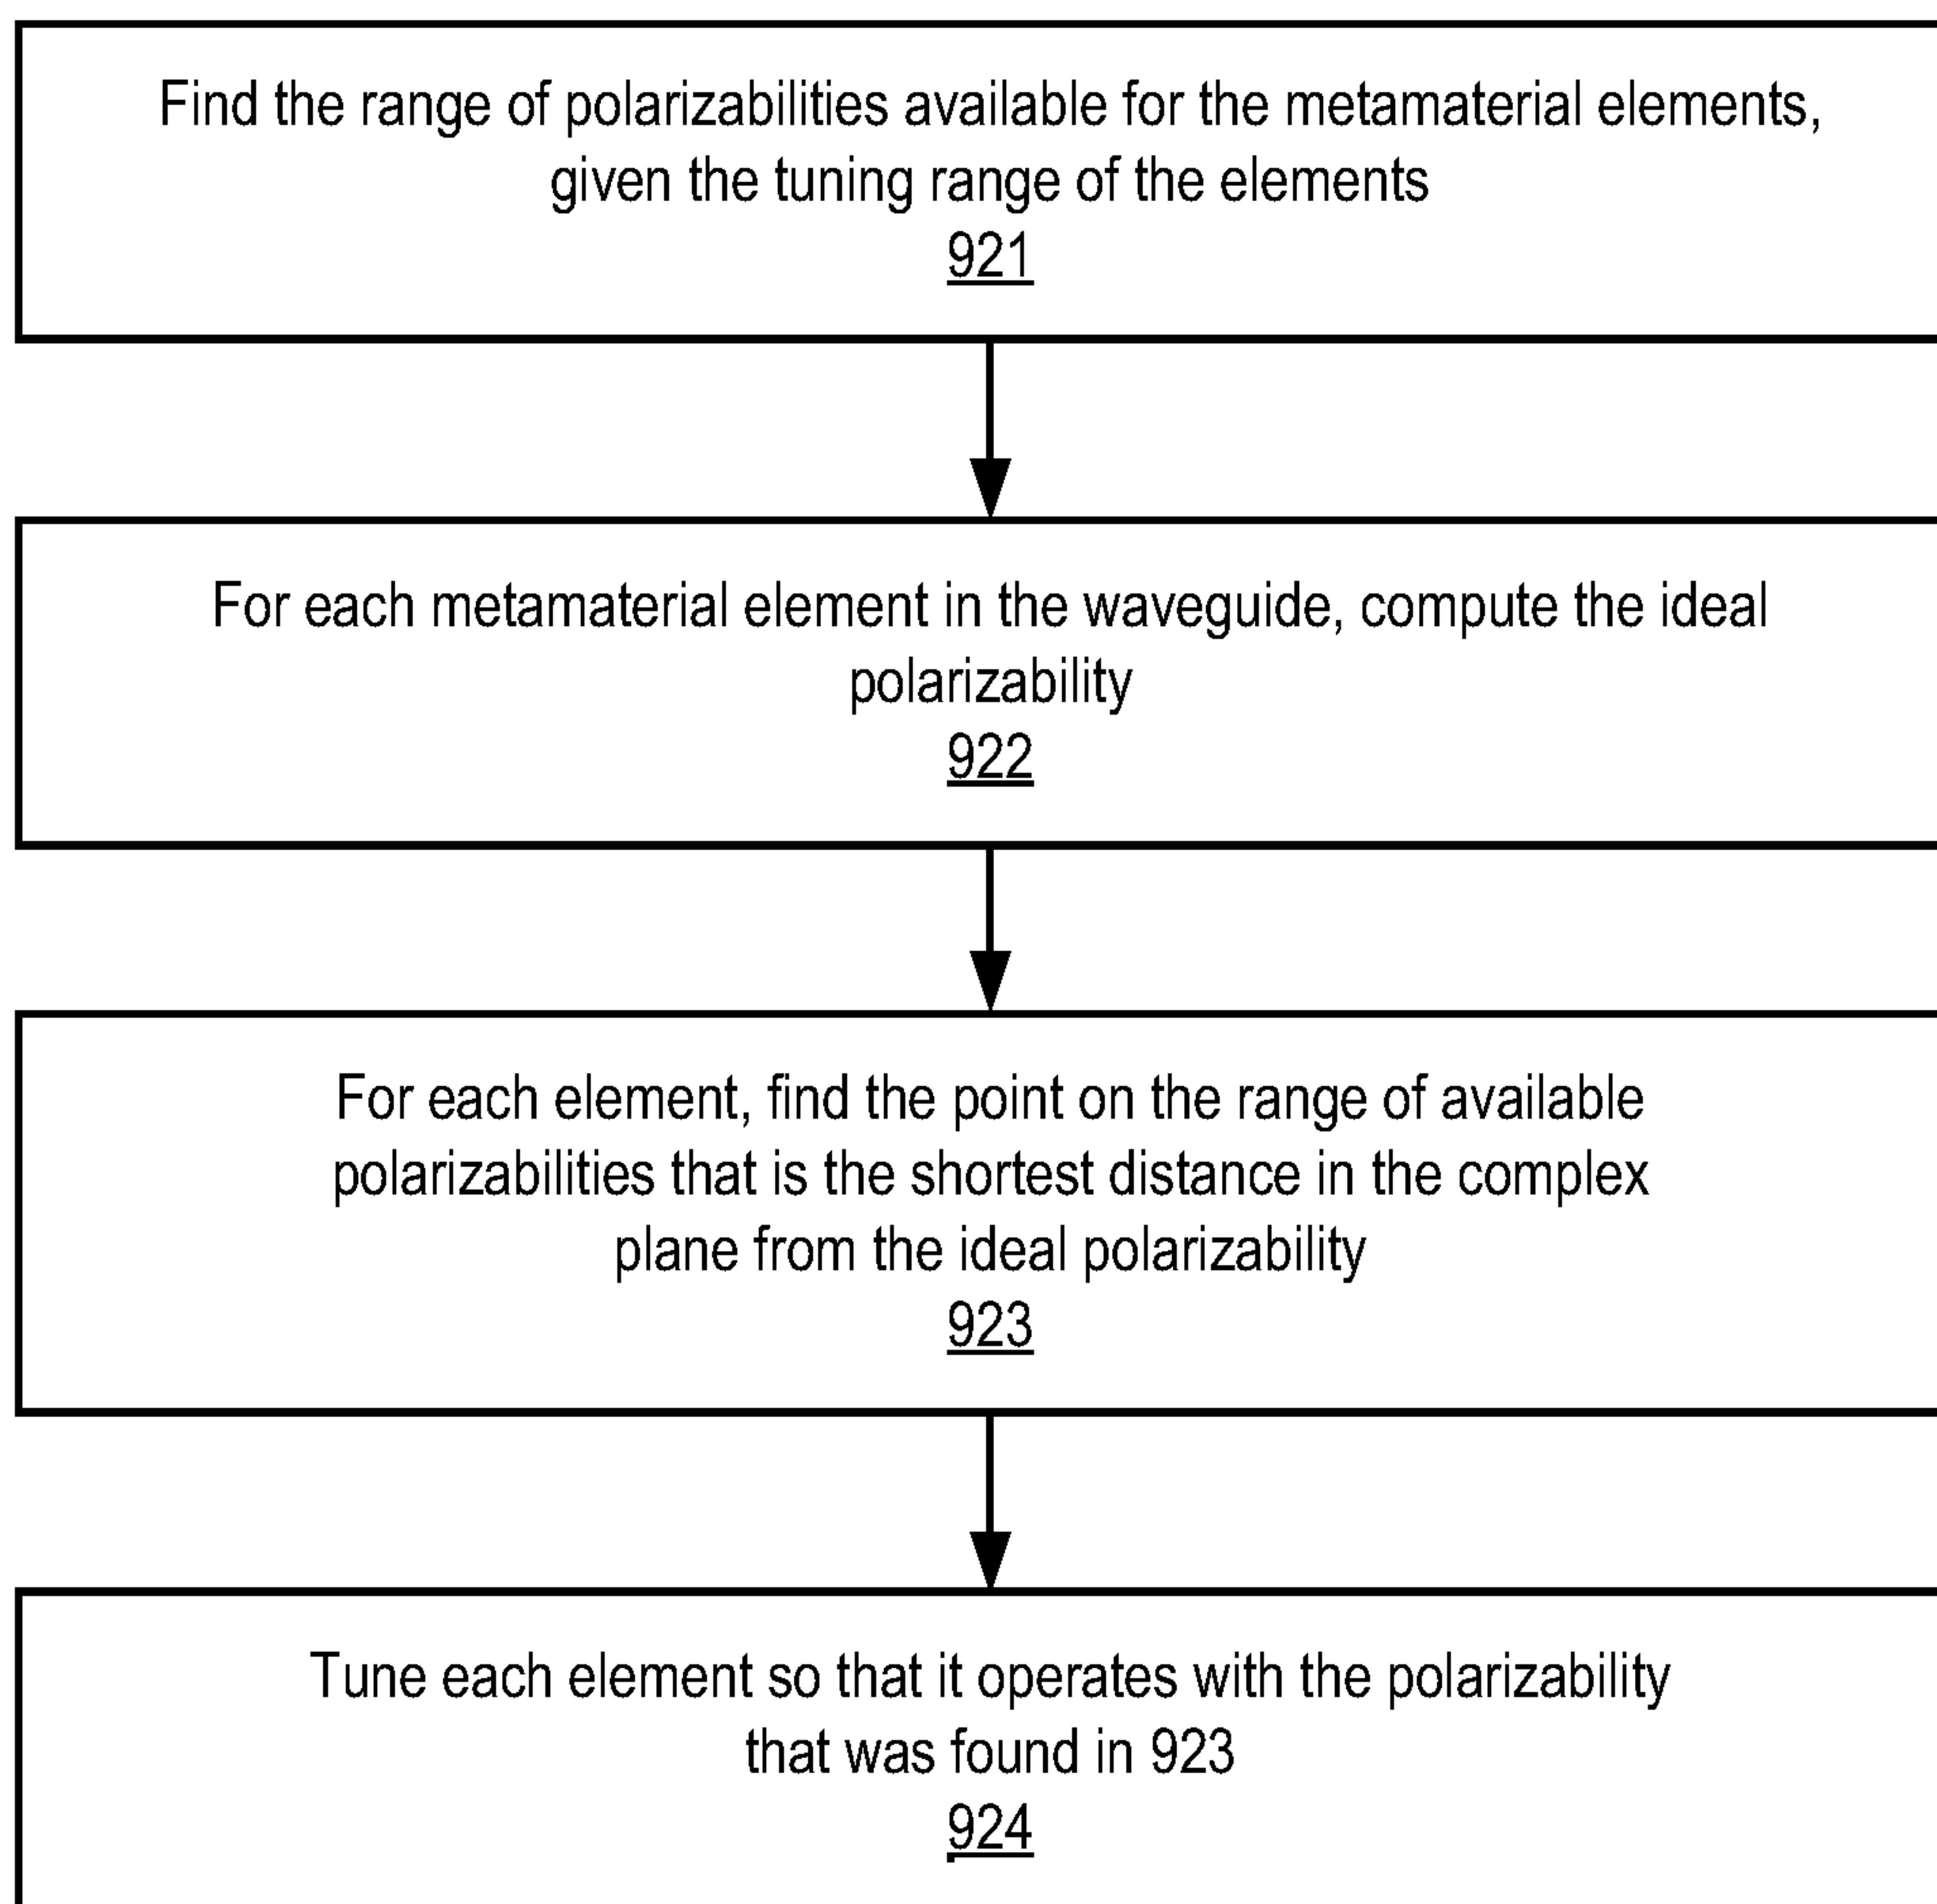 Find the range of polarizabilities available for the metamaterial elements,
given the tuning range of the elements
921
For each metamaterial element in the waveguide, compute the ideal
polarizability
922
For each element, find the point on the range of available
polarizabilities that is the shortest distance in the complex
plane from the ideal polarizability
923
Tune each element so that it operates with the polarizability
that was found in 923
924